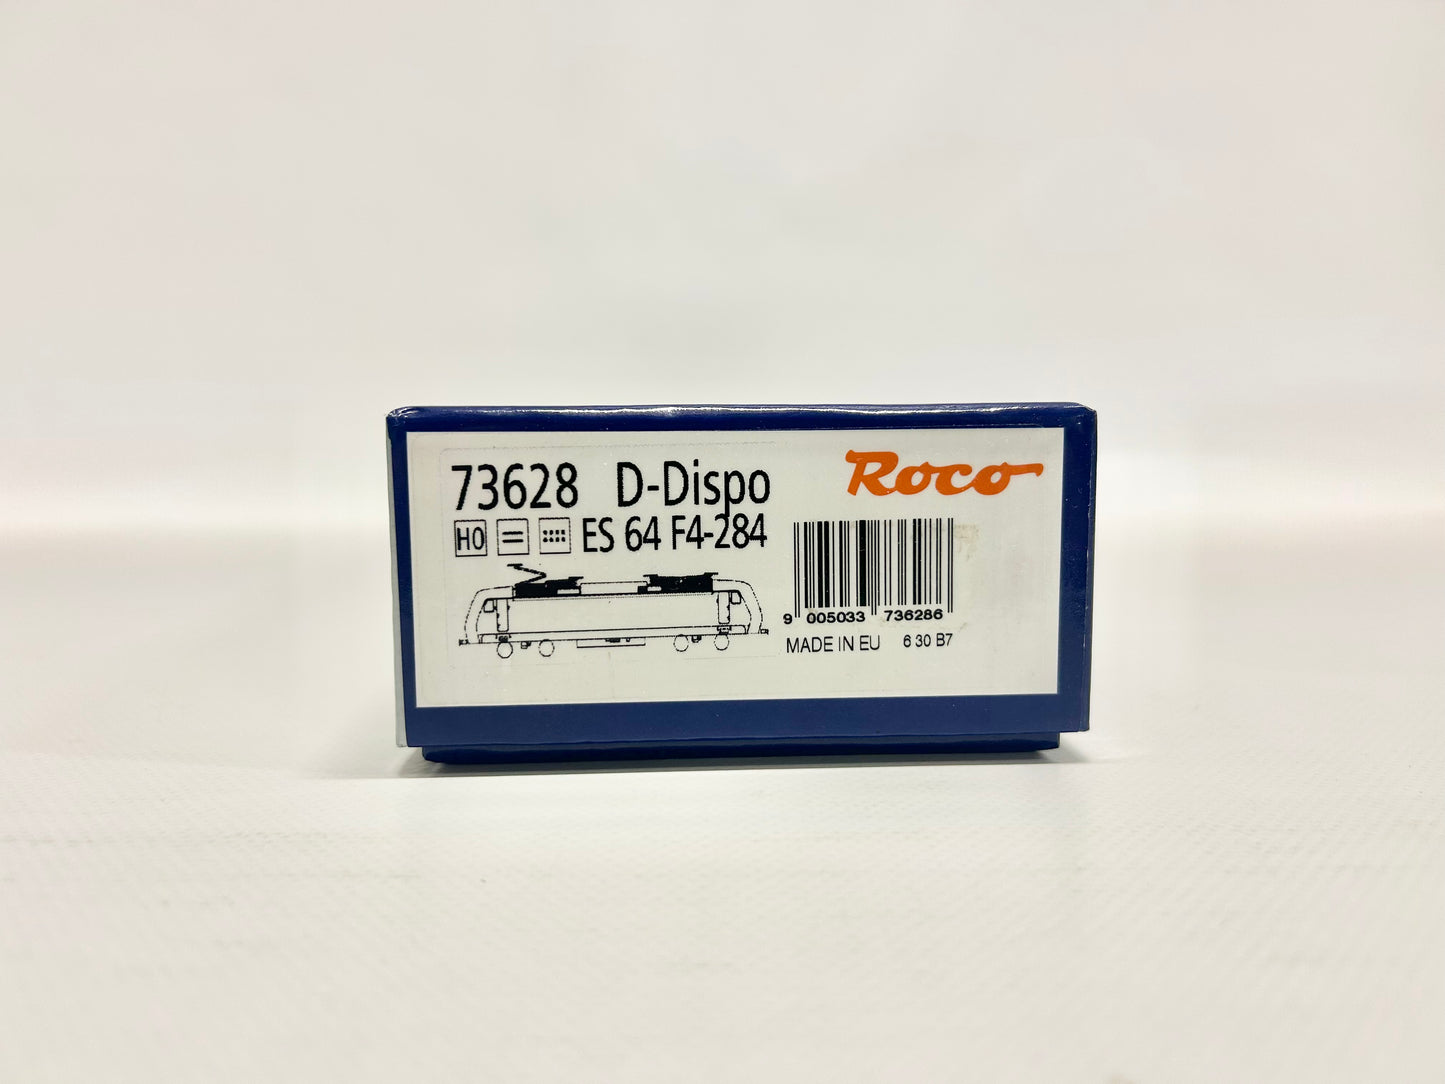 73628 D-Dispo
H0 = ES 64 F4-284
Roco
9 005033 736286
MADE IN EU 6 30 B7